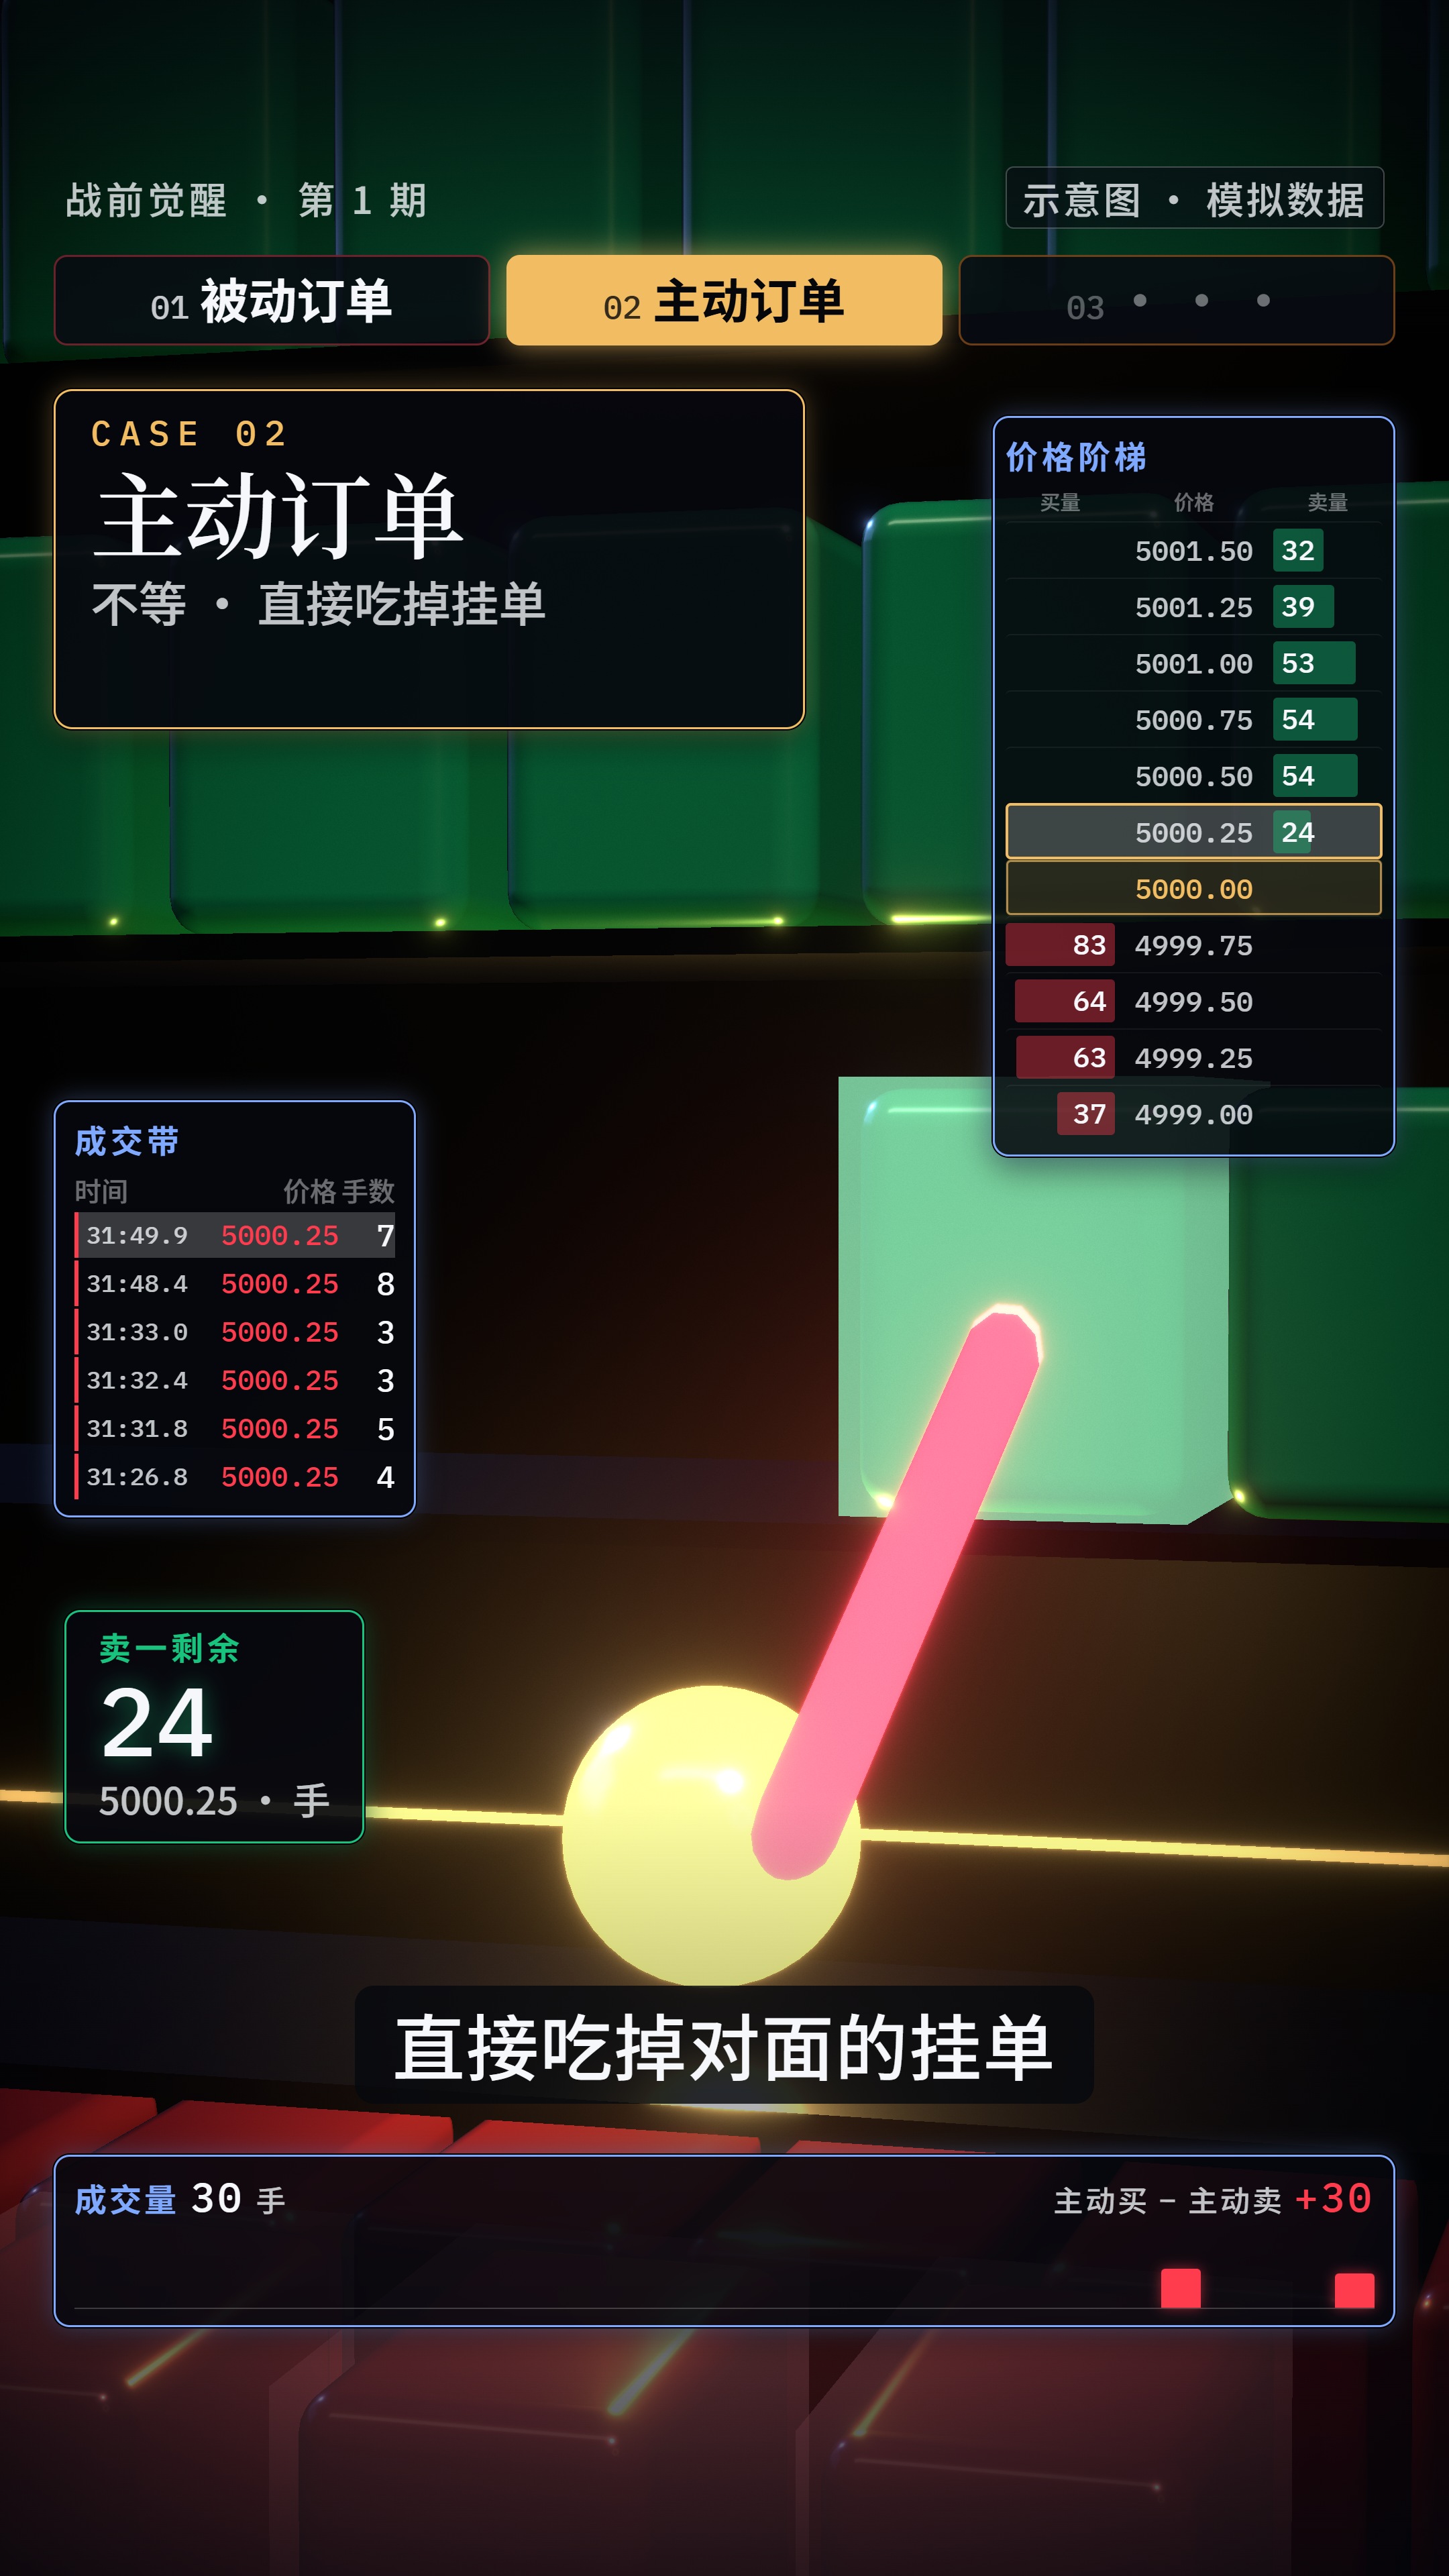 战前觉醒 · 第 1 期
示意图 · 模拟数据
01 被动订单
02 主动订单
03 • • •
CASE 02
主动订单
不等 · 直接吃掉挂单
价格阶梯
买量 价格 卖量
5001.50 32
5001.25 39
5001.00 53
5000.75 54
5000.50 54
5000.25 24
5000.00
83 4999.75
64 4999.50
63 4999.25
37 4999.00
成交带
时间 价格 手数
31:49.9 5000.25 7
31:48.4 5000.25 8
31:33.0 5000.25 3
31:32.4 5000.25 3
31:31.8 5000.25 5
31:26.8 5000.25 4
卖一剩余
24
5000.25 · 手
直接吃掉对面的挂单
成交量 30 手
主动买 − 主动卖 +30